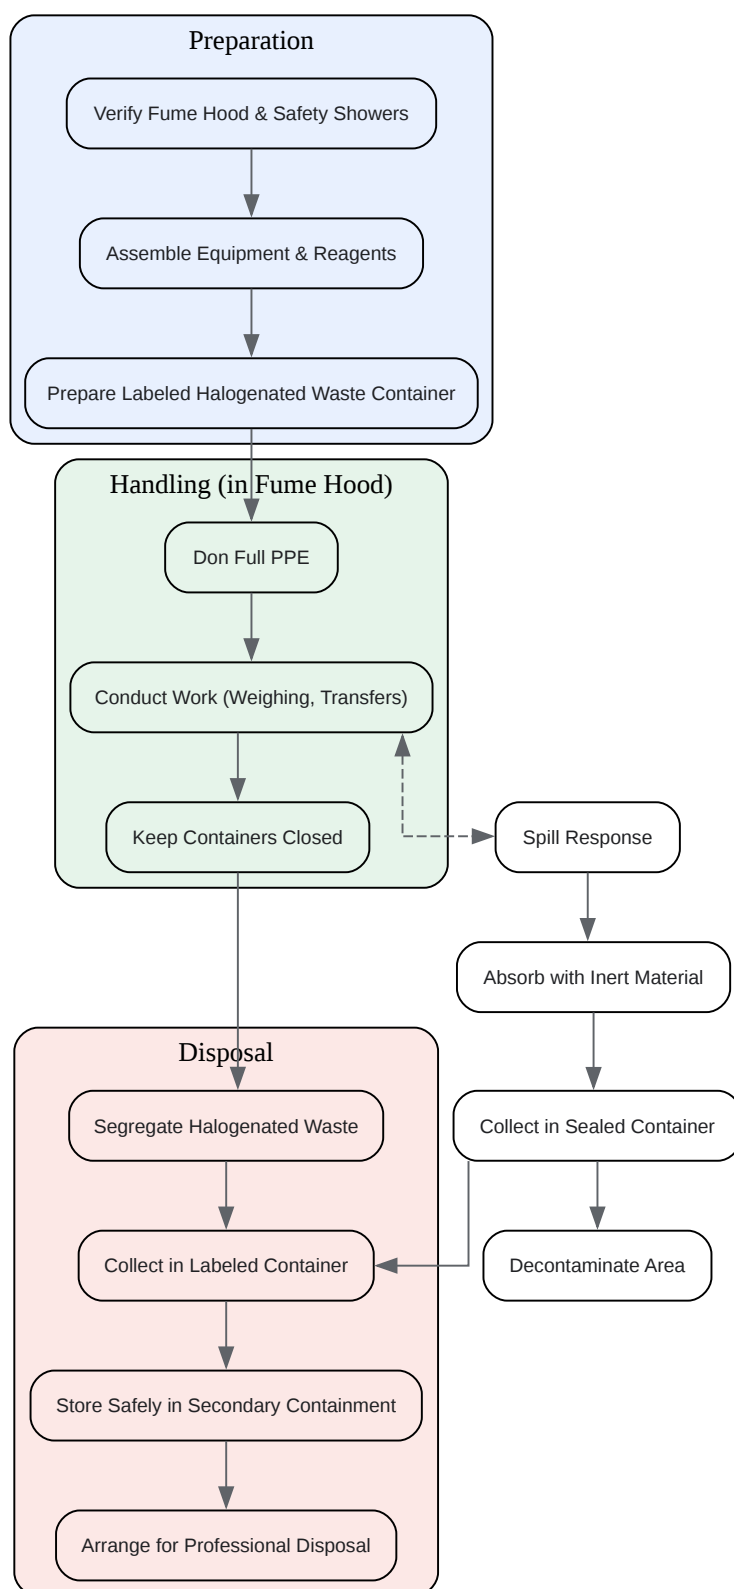 Preparation
Verify Fume Hood & Safety Showers
Assemble Equipment & Reagents
Prepare Labeled Halogenated Waste Container
Handling (in Fume Hood)
Don Full PPE
Conduct Work (Weighing, Transfers)
Keep Containers Closed
Spill Response
Absorb with Inert Material
Disposal
Segregate Halogenated Waste
Collect in Sealed Container
Collect in Labeled Container
Decontaminate Area
Store Safely in Secondary Containment
Arrange for Professional Disposal